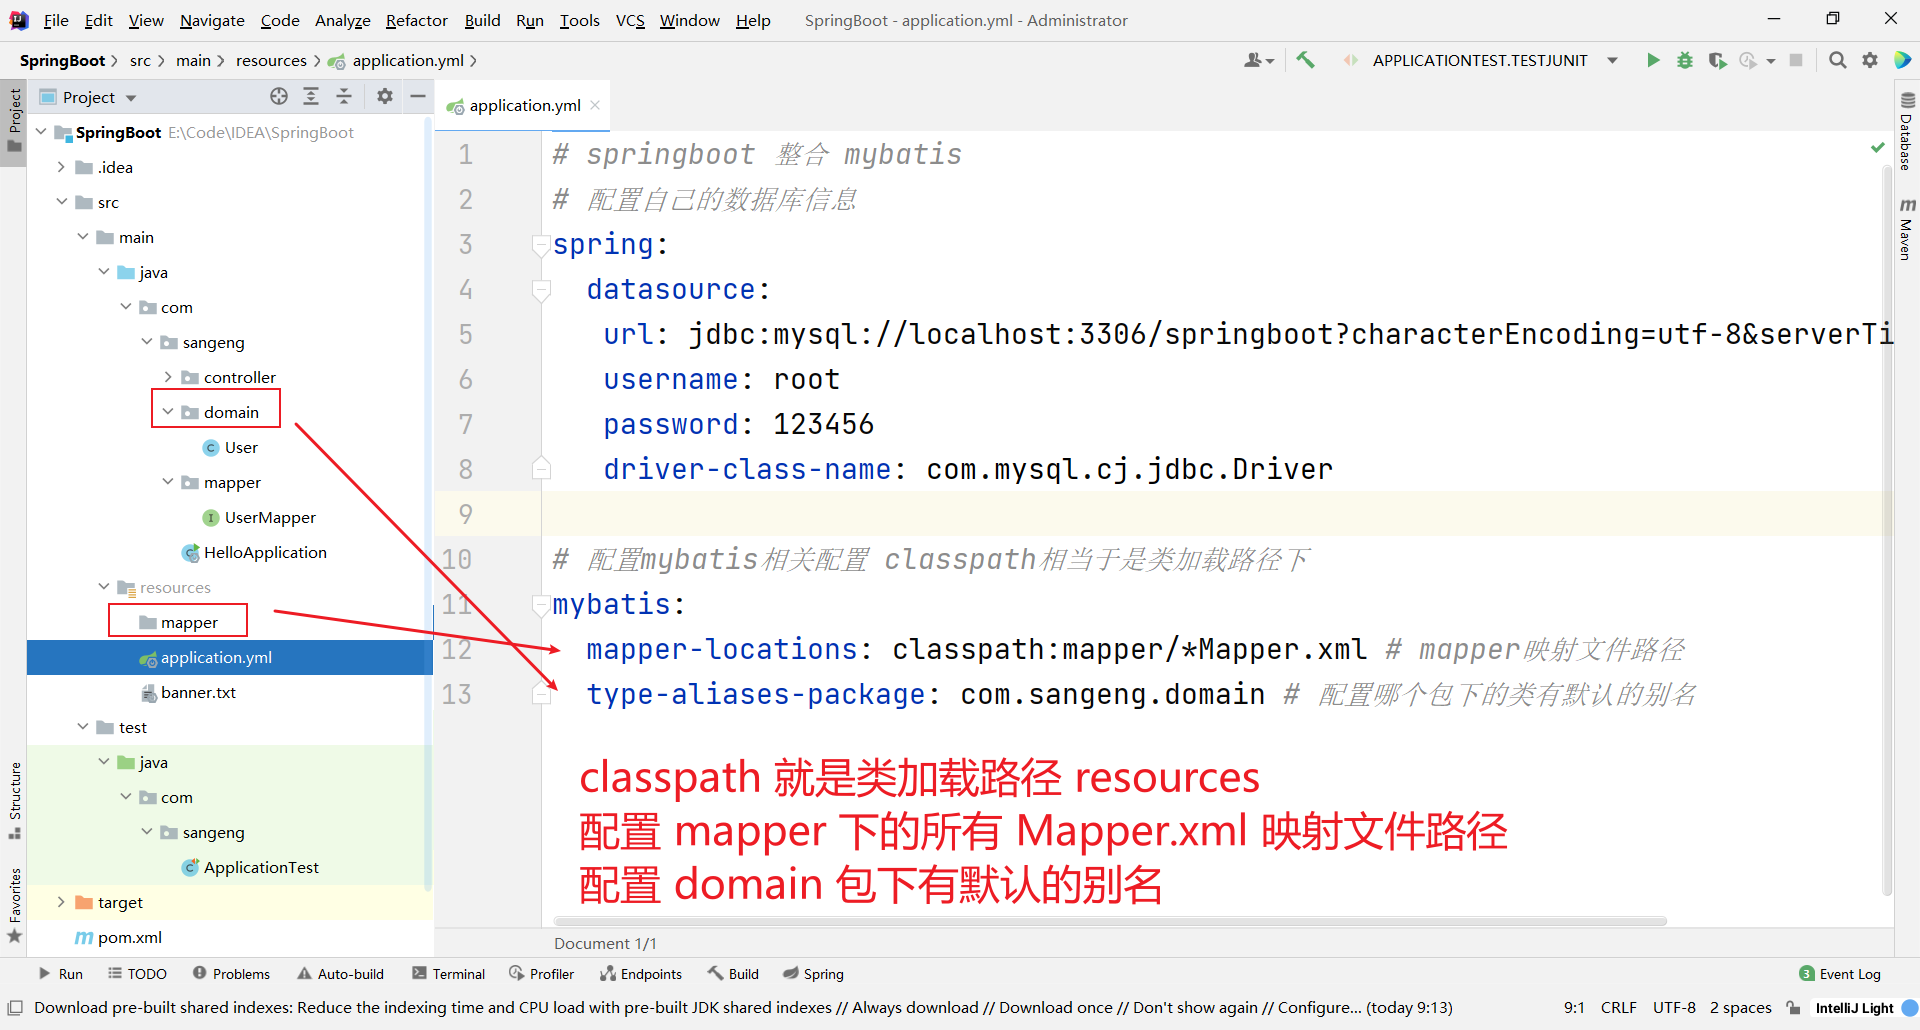 File Edit View Navigate Code Analyze Refactor Build Run Tools VCS Window Help SpringBoot - application.yml - Administrator
SpringBoot src main resources application.yml APPLICATIONTEST.TESTJUNIT
Project
application.yml
Project
Structure
Favorites
SpringBoot E:\Code\IDEA\SpringBoot
.idea
src
main
java
com
sangeng
controller
domain
User
mapper
UserMapper
HelloApplication
resources
mapper
application.yml
banner.txt
test
java
com
sangeng
ApplicationTest
target
pom.xml
1 # springboot 整合 mybatis
2 # 配置自己的数据库信息
3 spring:
4 datasource:
5 url: jdbc:mysql://localhost:3306/springboot?characterEncoding=utf-8&serverTi
6 username: root
7 password: 123456
8 driver-class-name: com.mysql.cj.jdbc.Driver
9
10 # 配置mybatis相关配置 classpath相当于是类加载路径下
11 mybatis:
12 mapper-locations: classpath:mapper/*Mapper.xml # mapper映射文件路径
13 type-aliases-package: com.sangeng.domain # 配置哪个包下的类有默认的别名
classpath 就是类加载路径 resources
配置 mapper 下的所有 Mapper.xml 映射文件路径
配置 domain 包下有默认的别名
Document 1/1
Database
Maven
Run TODO Problems Auto-build Terminal Profiler Endpoints Build Spring 3 Event Log
Download pre-built shared indexes: Reduce the indexing time and CPU load with pre-built JDK shared indexes // Always download // Download once // Don't show again // Configure... (today 9:13) 9:1 CRLF UTF-8 2 spaces IntelliJ Light